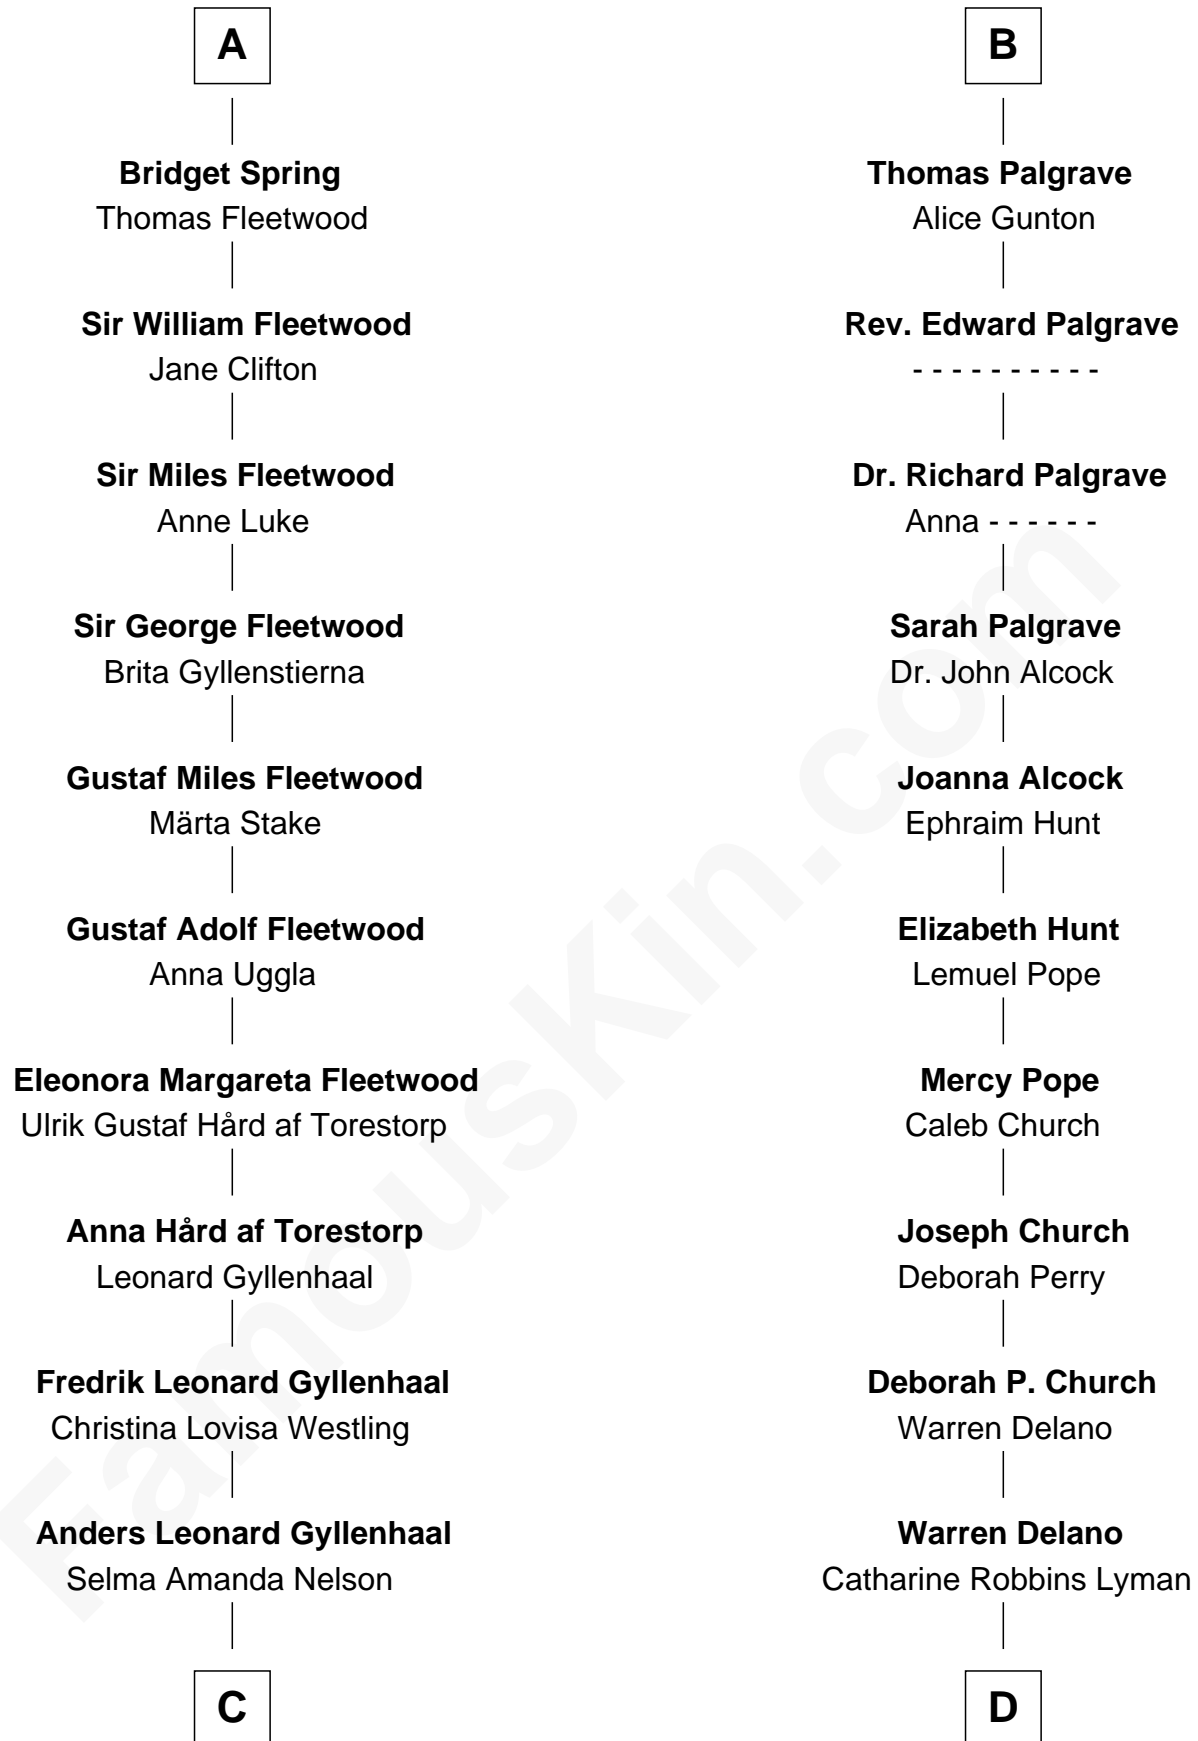 A
Bridget Spring
Thomas Fleetwood
Sir William Fleetwood
Jane Clifton
Sir Miles Fleetwood
Anne Luke
Sir George Fleetwood
Brita Gyllenstierna
Gustaf Miles Fleetwood
Märta Stake
Gustaf Adolf Fleetwood
Anna Uggla
Eleonora Margareta Fleetwood
Ulrik Gustaf Hård af Torestorp
Anna Hård af Torestorp
Leonard Gyllenhaal
Fredrik Leonard Gyllenhaal
Christina Lovisa Westling
Anders Leonard Gyllenhaal
Selma Amanda Nelson
C
B
Thomas Palgrave
Alice Gunton
Rev. Edward Palgrave
- - - - - - - - - -
Dr. Richard Palgrave
Anna - - - - - -
Sarah Palgrave
Dr. John Alcock
Joanna Alcock
Ephraim Hunt
Elizabeth Hunt
Lemuel Pope
Mercy Pope
Caleb Church
Joseph Church
Deborah Perry
Deborah P. Church
Warren Delano
Warren Delano
Catharine Robbins Lyman
D
FamousKin.com